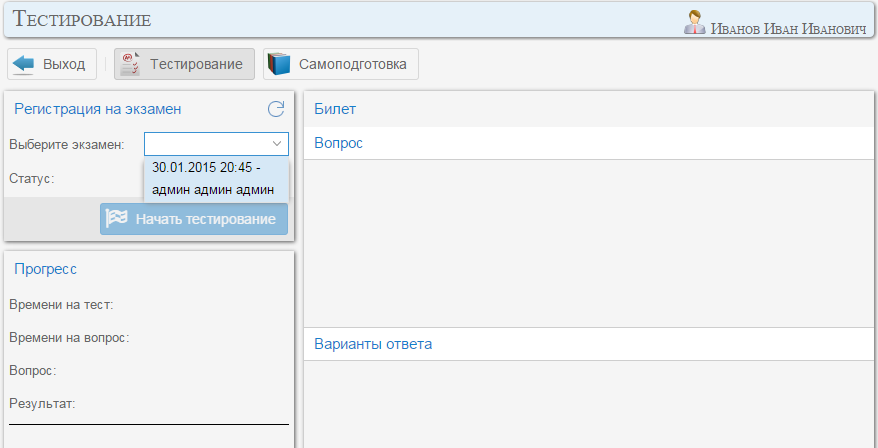 Тестирование
Иванов Иван Иванович
Выход
Тестирование
Самоподготовка
Регистрация на экзамен
Выберите экзамен:
30.01.2015 20:45 -
админ админ админ
Статус:
Начать тестирование
Прогресс
Времени на тест:
Времени на вопрос:
Вопрос:
Результат:
Билет
Вопрос
Варианты ответа